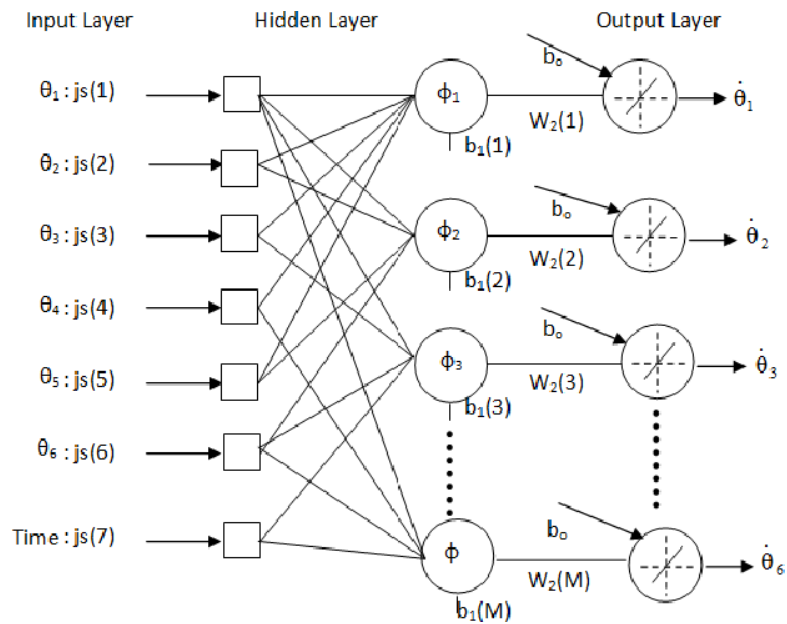 Input Layer
Hidden Layer
Output Layer
θ₁ : js(1)
θ₂ : js(2)
θ₃ : js(3)
θ₄ : js(4)
θ₅ : js(5)
θ₆ : js(6)
Time : js(7)
ϕ₁
b₁(1)
ϕ₂
b₁(2)
ϕ₃
b₁(3)
ϕ
b₁(M)
b₀
W₂(1)
θ̇₁
b₀
W₂(2)
θ̇₂
b₀
W₂(3)
θ̇₃
b₀
W₂(M)
θ̇₆